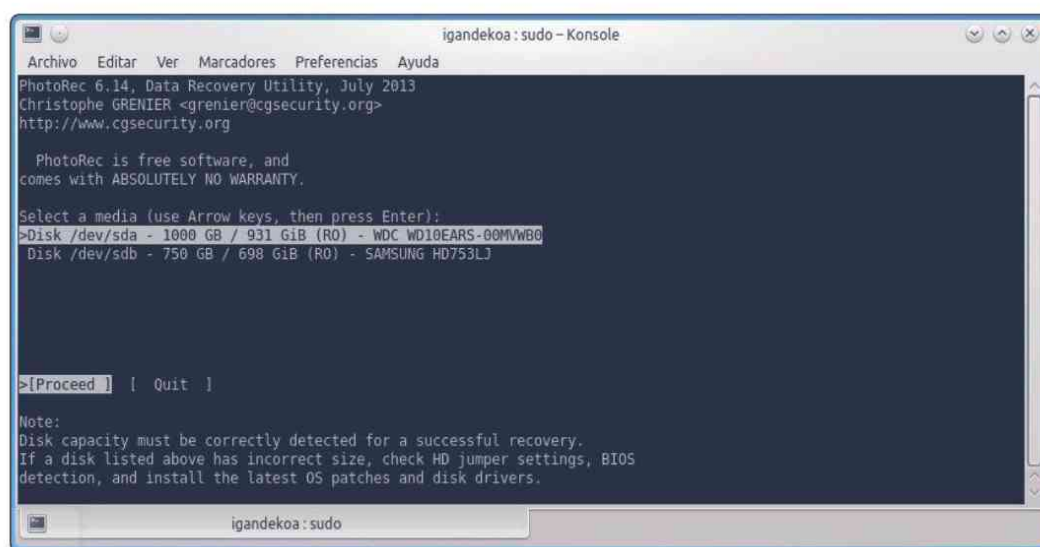 igandekoa : sudo – Konsole
Archivo Editar Ver Marcadores Preferencias Ayuda
PhotoRec 6.14, Data Recovery Utility, July 2013
Christophe GRENIER <grenier@cgsecurity.org>
http://www.cgsecurity.org
PhotoRec is free software, and
comes with ABSOLUTELY NO WARRANTY.
Select a media (use Arrow keys, then press Enter):
>Disk /dev/sda - 1000 GB / 931 GiB (RO) - WDC WD10EARS-00MVWB0
Disk /dev/sdb - 750 GB / 698 GiB (RO) - SAMSUNG HD753LJ
>[Proceed ] [ Quit ]
Note:
Disk capacity must be correctly detected for a successful recovery.
If a disk listed above has incorrect size, check HD jumper settings, BIOS
detection, and install the latest OS patches and disk drivers.
igandekoa : sudo